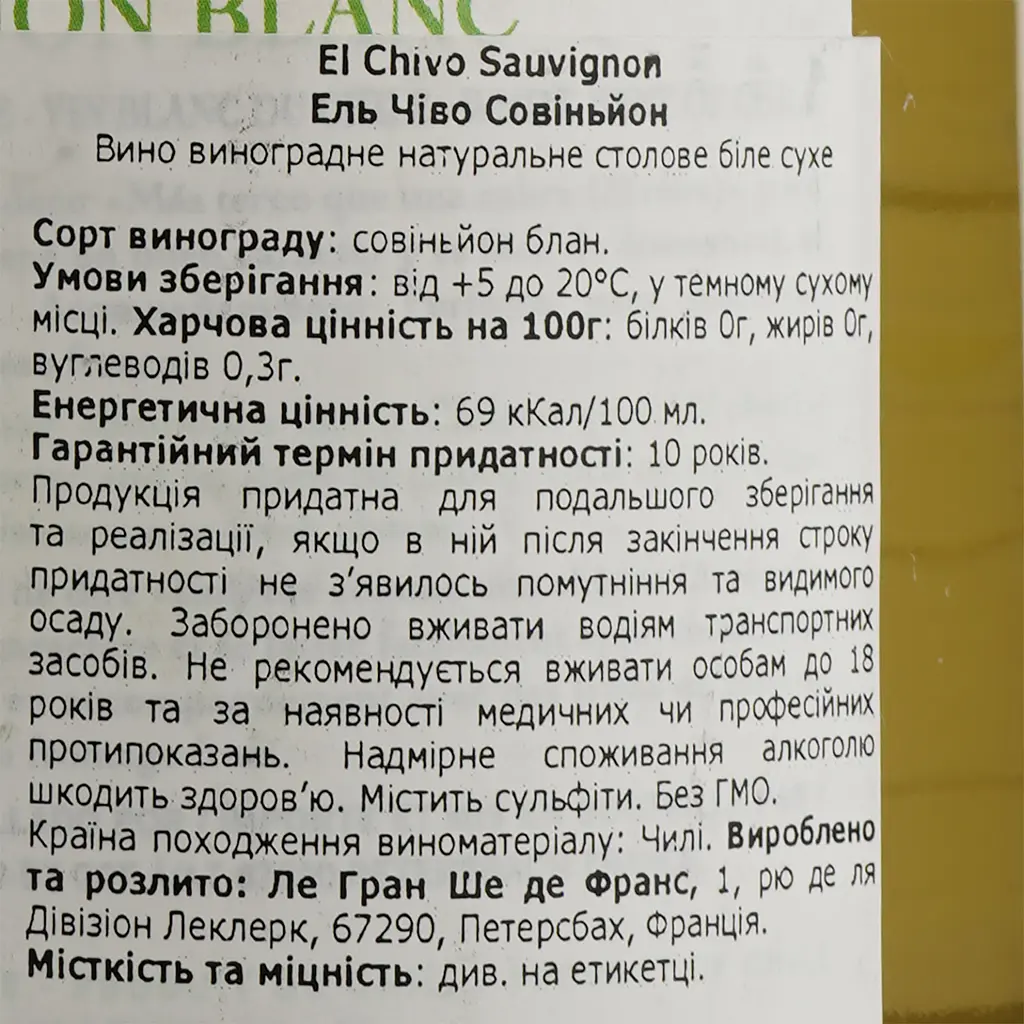 ON BLANC
El Chivo Sauvignon
Ель Чіво Совіньйон
Вино виноградне натуральне столове біле сухе
Сорт винограду: совіньйон блан.
Умови зберігання: від +5 до 20°С, у темному сухому
місці. Харчова цінність на 100г: білків 0г, жирів 0г,
вуглеводів 0,3г.
Енергетична цінність: 69 кКал/100 мл.
Гарантійний термін придатності: 10 років.
Продукція придатна для подальшого зберігання
та реалізації, якщо в ній після закінчення строку
придатності не з’явилось помутніння та видимого
осаду. Заборонено вживати водіям транспортних
засобів. Не рекомендується вживати особам до 18
років та за наявності медичних чи професійних
протипоказань. Надмірне споживання алкоголю
шкодить здоров’ю. Містить сульфіти. Без ГМО.
Країна походження виноматеріалу: Чилі. Вироблено
та розлито: Ле Гран Ше де Франс, 1, рю де ля
Дівізіон Леклерк, 67290, Петерсбах, Франція.
Місткість та міцність: див. на етикетці.